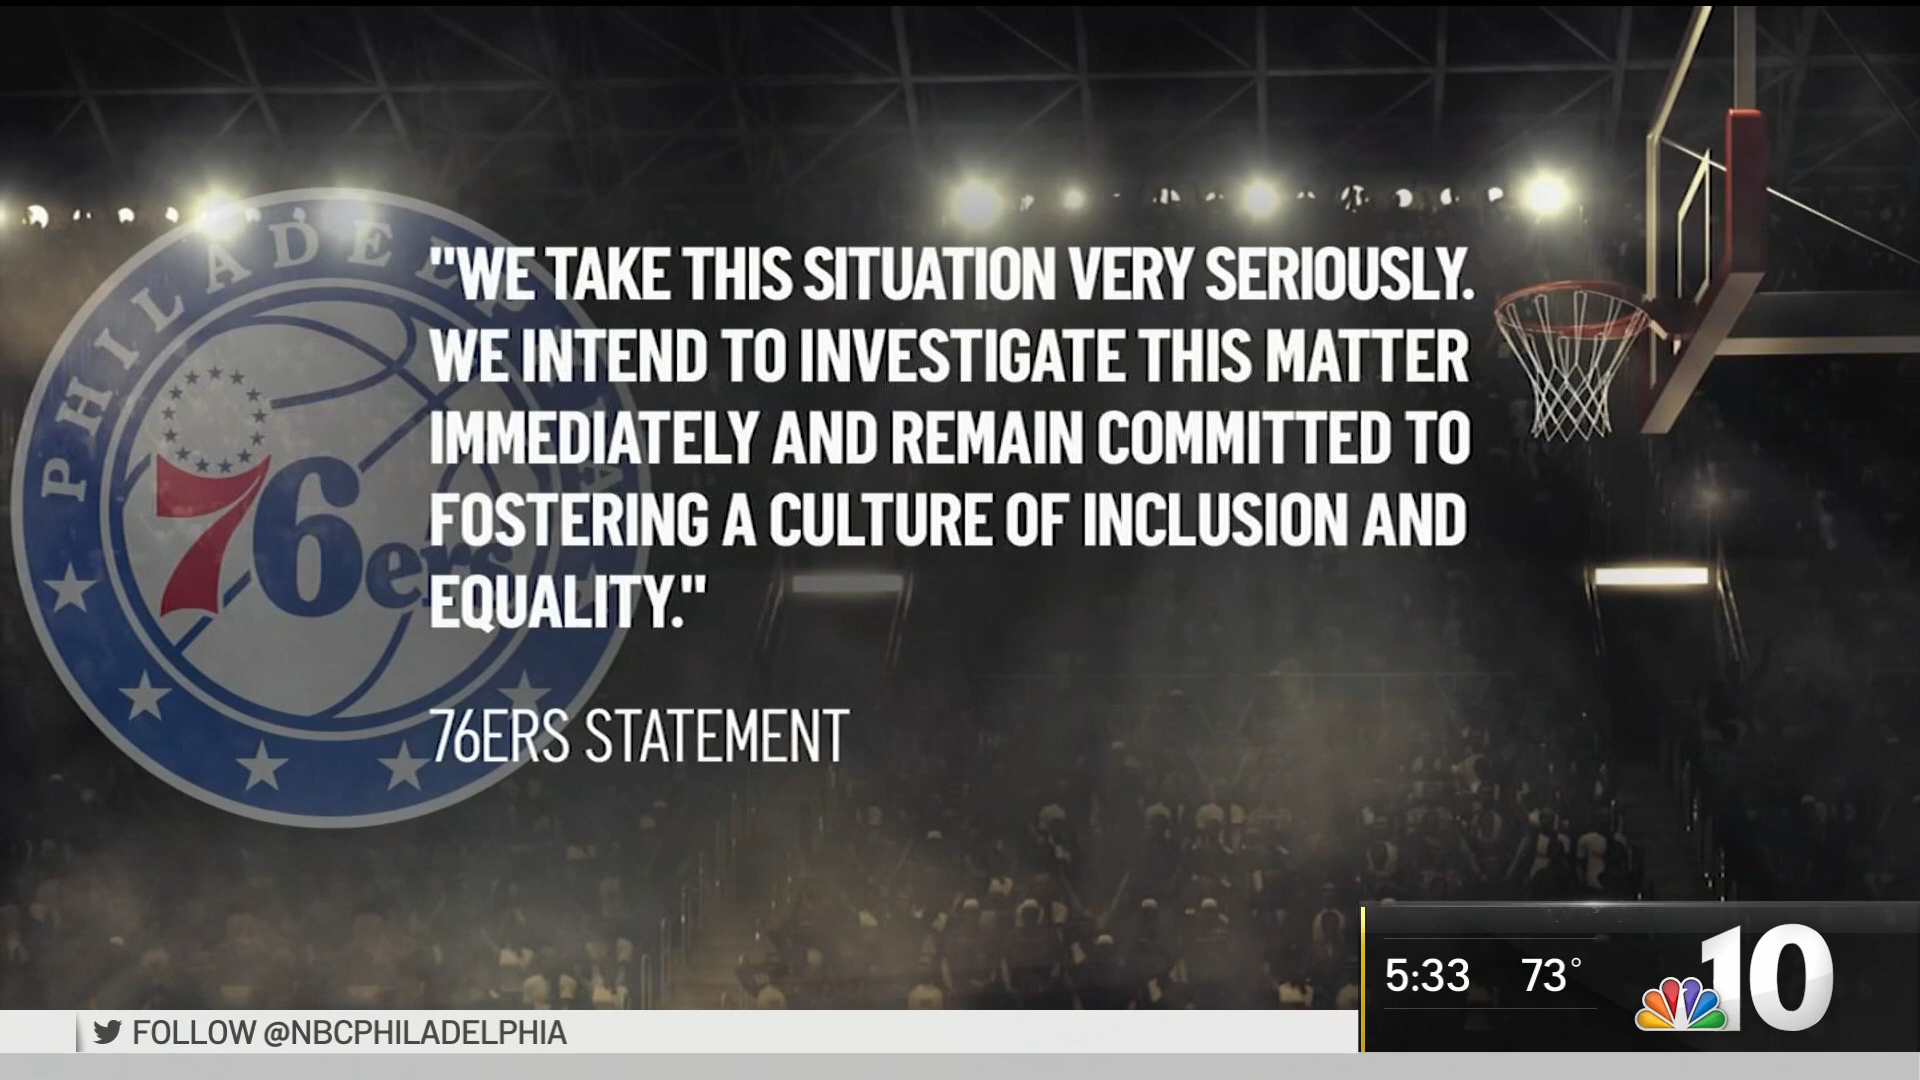 PHILADELPHIA
76ers
"WE TAKE THIS SITUATION VERY SERIOUSLY.
WE INTEND TO INVESTIGATE THIS MATTER
IMMEDIATELY AND REMAIN COMMITTED TO
FOSTERING A CULTURE OF INCLUSION AND
EQUALITY."
76ERS STATEMENT
5:33 73°
10
FOLLOW @NBCPHILADELPHIA